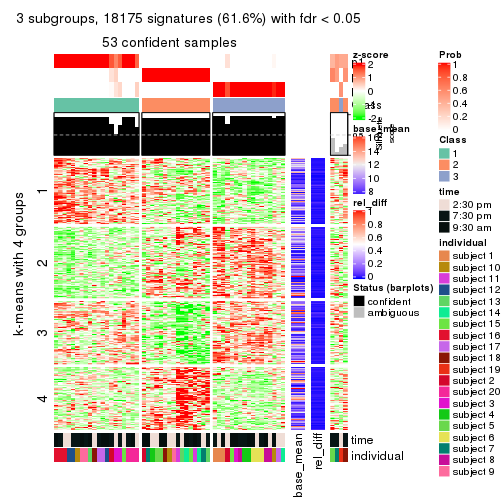 3 subgroups, 18175 signatures (61.6%) with fdr < 0.05
53 confident samples
k-means with 4 groups
1
2
3
4
z-score
2
1
0
-1
-2
base_mean
16
14
12
10
8
rel_diff
1
0.8
0.6
0.4
0.2
0
Status (barplots)
confident
ambiguous
Prob
1
0.8
0.6
0.4
0.2
0
Class
1
2
3
time
2:30 pm
7:30 pm
9:30 am
individual
subject 1
subject 10
subject 11
subject 12
subject 13
subject 14
subject 15
subject 16
subject 17
subject 18
subject 19
subject 2
subject 20
subject 3
subject 4
subject 5
subject 6
subject 7
subject 8
subject 9
time
individual
base_mean
rel_diff